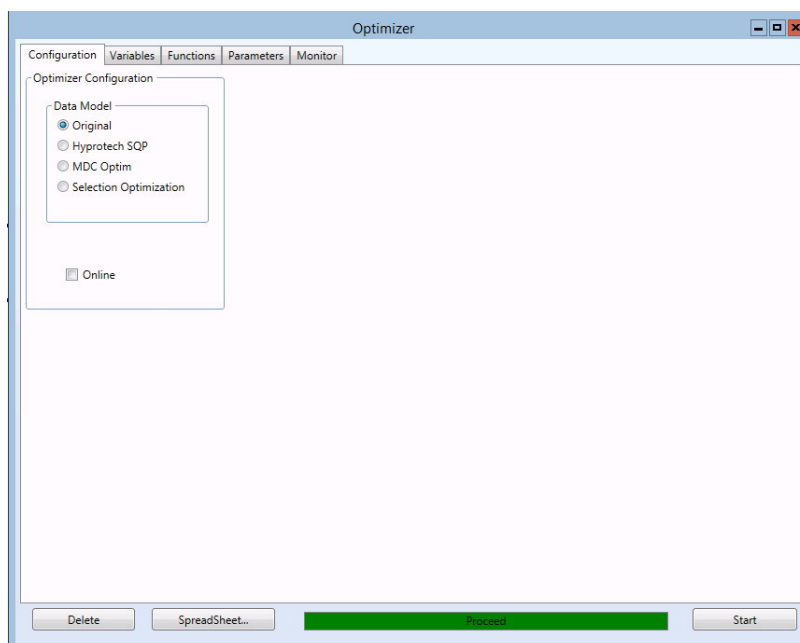 Optimizer
Configuration Variables Functions Parameters Monitor
Optimizer Configuration
Data Model
Original
Hyprotech SQP
MDC Optim
Selection Optimization
Online
Delete SpreadSheet... Proceed Start